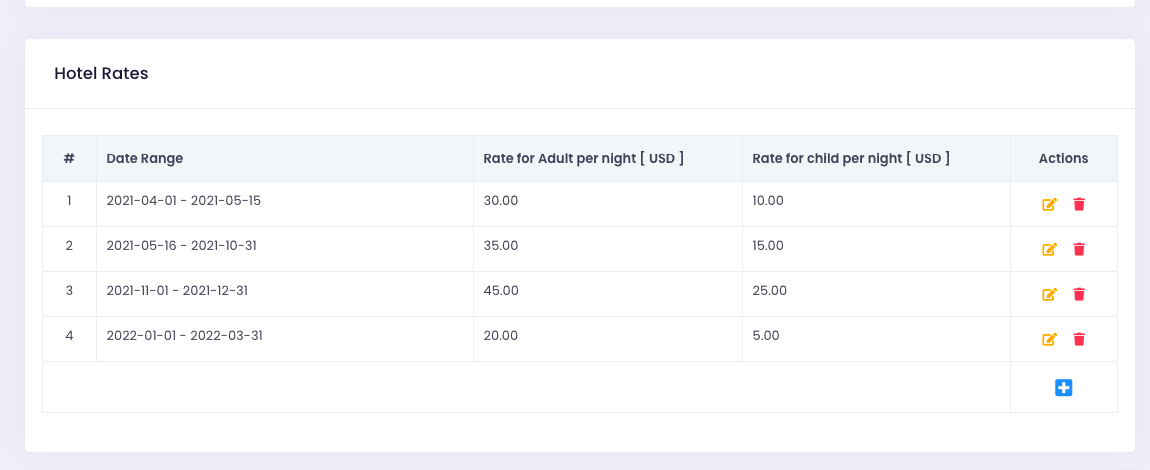 Hotel Rates
# Date Range Rate for Adult per night [ USD ] Rate for child per night [ USD ] Actions
1 2021-04-01 - 2021-05-15 30.00 10.00
2 2021-05-16 - 2021-10-31 35.00 15.00
3 2021-11-01 - 2021-12-31 45.00 25.00
4 2022-01-01 - 2022-03-31 20.00 5.00